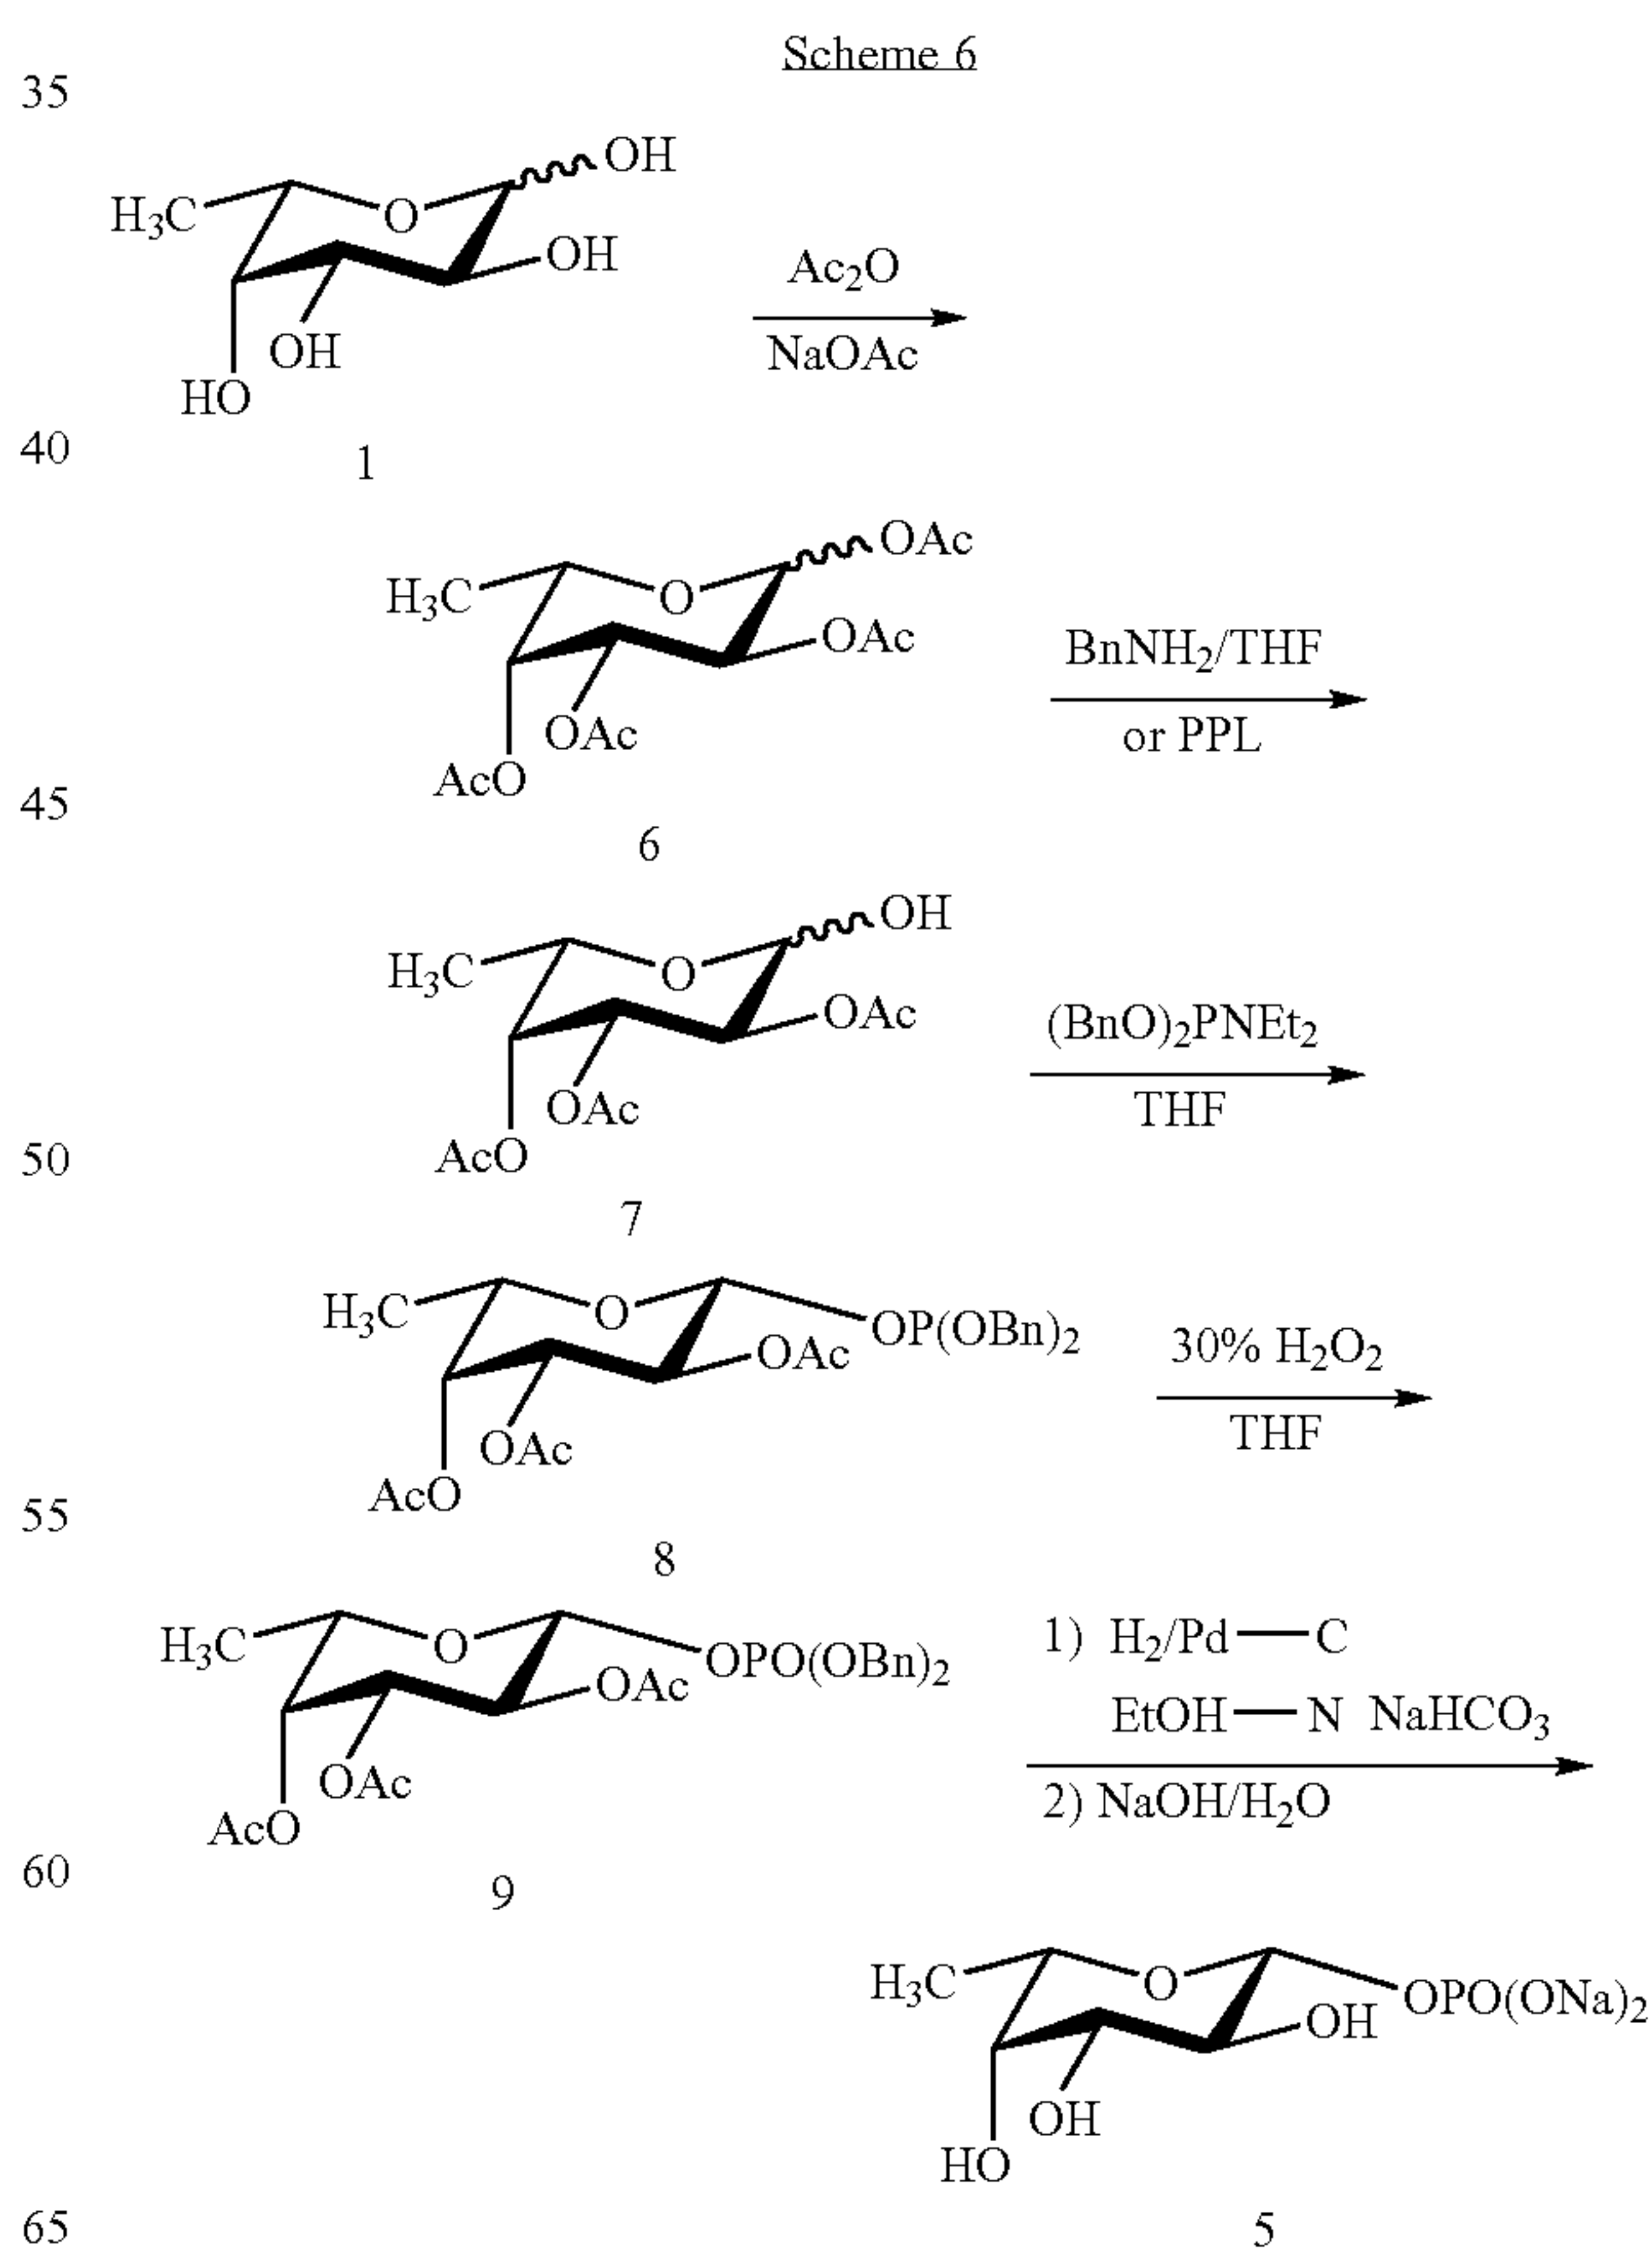 Scheme 6
35
OH
H₃C
O
OH
Ac₂O
NaOAc
OH
HO
40
1
OAc
H₃C
O
OAc
BnNH₂/THF
or PPL
OAc
AcO
45
6
OH
H₃C
O
OAc
(BnO)₂PNEt₂
THF
OAc
AcO
50
7
H₃C
O
OP(OBn)₂
OAc
30% H₂O₂
THF
OAc
AcO
55
8
H₃C
O
OPO(OBn)₂
OAc
1) H₂/Pd—C
EtOH—N NaHCO₃
2) NaOH/H₂O
OAc
AcO
60
9
H₃C
O
OPO(ONa)₂
OH
OH
HO
65
5